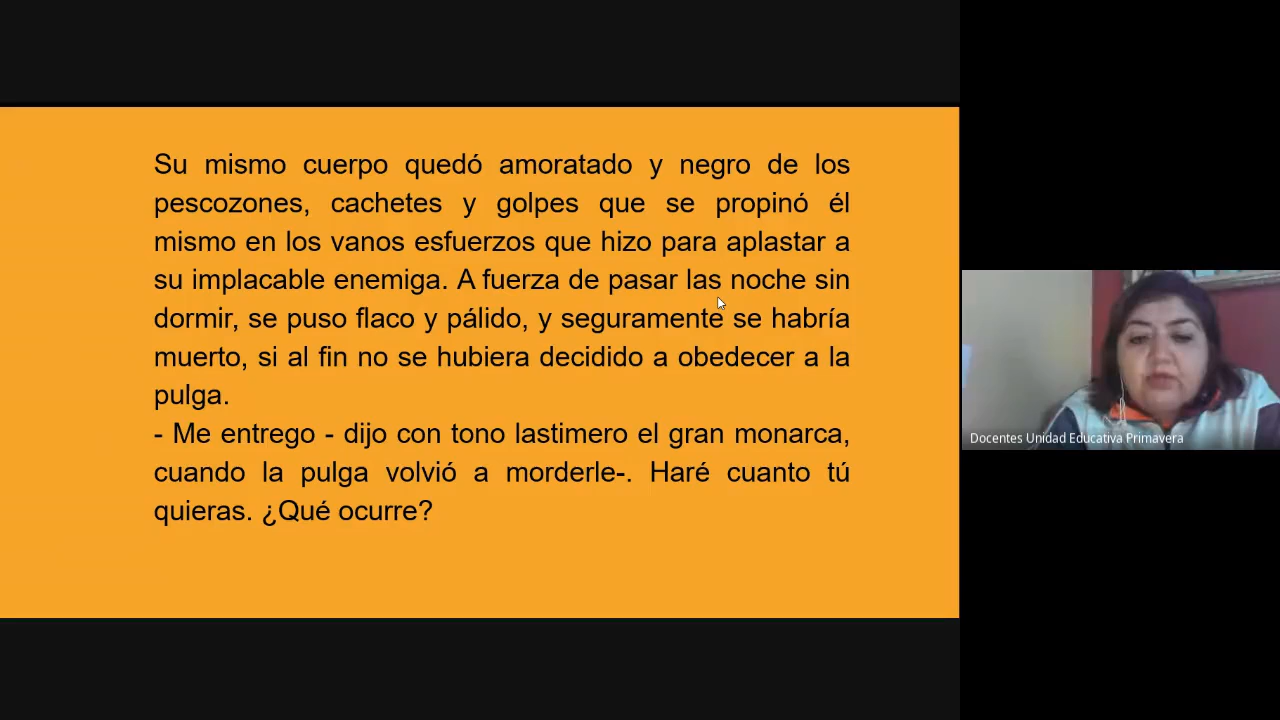 Su mismo cuerpo quedó amoratado y negro de los
pescozones, cachetes y golpes que se propinó él
mismo en los vanos esfuerzos que hizo para aplastar a
su implacable enemiga. A fuerza de pasar las noche sin
dormir, se puso flaco y pálido, y seguramente se habría
muerto, si al fin no se hubiera decidido a obedecer a la
pulga.
- Me entrego - dijo con tono lastimero el gran monarca,
cuando la pulga volvió a morderle-. Haré cuanto tú
quieras. ¿Qué ocurre?
Docentes Unidad Educativa Primavera